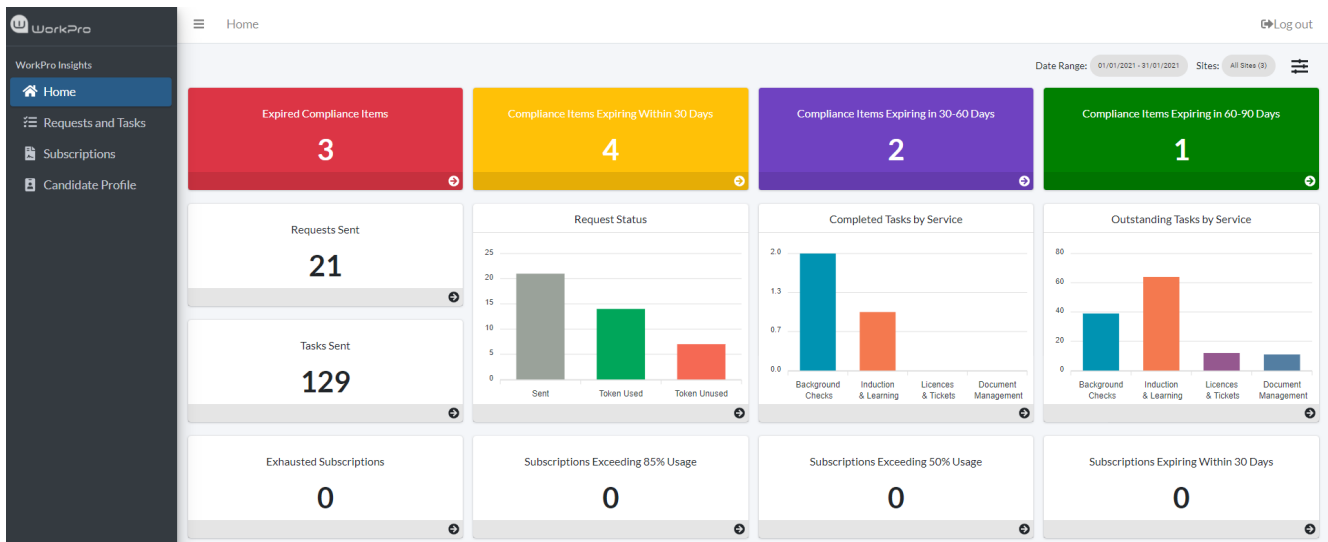 WorkPro
Home
Log out
WorkPro Insights
Home
Requests and Tasks
Subscriptions
Candidate Profile
Date Range: 01/01/2021 - 31/01/2021 Sites: All Sites (3)
Expired Compliance Items
3
Compliance Items Expiring Within 30 Days
4
Compliance Items Expiring in 30-60 Days
2
Compliance Items Expiring in 60-90 Days
1
Requests Sent
21
Tasks Sent
129
Request Status
25
20
15
10
5
0
Sent Token Used Token Unused
Completed Tasks by Service
2.0
1.3
0.7
0.0
Background Induction Licences Document
Checks & Learning & Tickets Management
Outstanding Tasks by Service
80
60
40
20
0
Background Induction Licences Document
Checks & Learning & Tickets Management
Exhausted Subscriptions
0
Subscriptions Exceeding 85% Usage
0
Subscriptions Exceeding 50% Usage
0
Subscriptions Expiring Within 30 Days
0